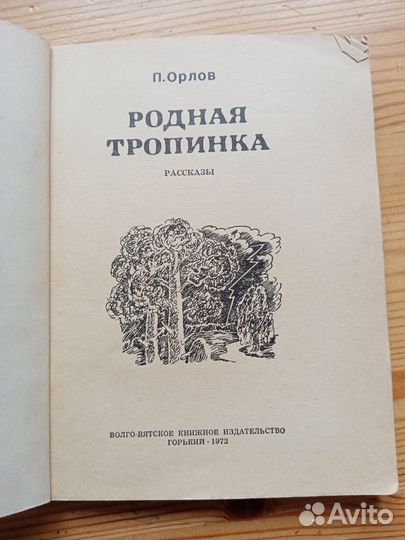 П.Орлов
РОДНАЯ
ТРОПИНКА
РАССКАЗЫ
ВОЛГО-ВЯТСКОЕ КНИЖНОЕ ИЗДАТЕЛЬСТВО
ГОРЬКИЙ · 1972
Avito